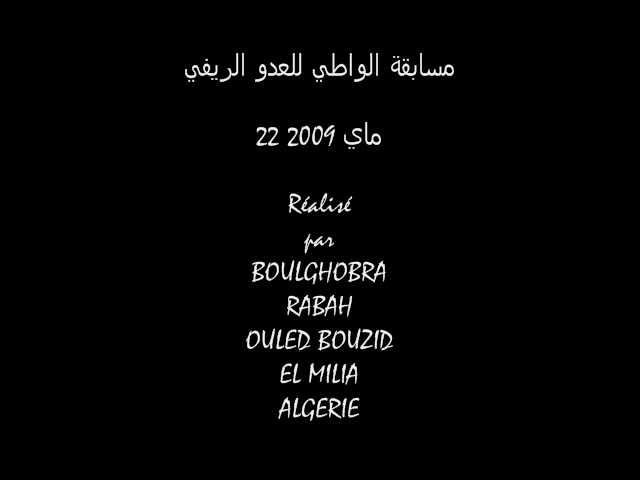 مسابقة الواطي للعدو الريفي
22 ماي 2009
Réalisé
par
BOULGHOBRA
RABAH
OULED BOUZID
EL MILIA
ALGERIE